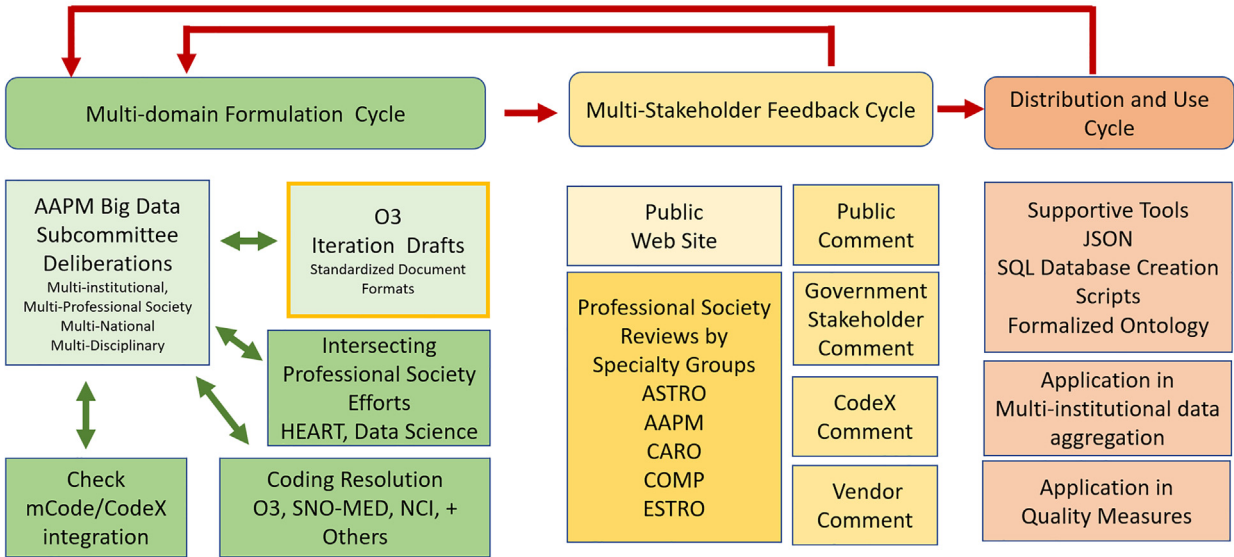 Multi-domain Formulation Cycle
Multi-Stakeholder Feedback Cycle
Distribution and Use
Cycle
AAPM Big Data
Subcommittee
Deliberations
Multi-institutional,
Multi-Professional Society
Multi-National
Multi-Disciplinary
O3
Iteration Drafts
Standardized Document
Formats
Intersecting
Professional Society
Efforts
HEART, Data Science
Check
mCode/CodeX
integration
Coding Resolution
O3, SNO-MED, NCI, +
Others
Public
Web Site
Professional Society
Reviews by
Specialty Groups
ASTRO
AAPM
CARO
COMP
ESTRO
Public
Comment
Government
Stakeholder
Comment
CodeX
Comment
Vendor
Comment
Supportive Tools
JSON
SQL Database Creation
Scripts
Formalized Ontology
Application in
Multi-institutional data
aggregation
Application in
Quality Measures